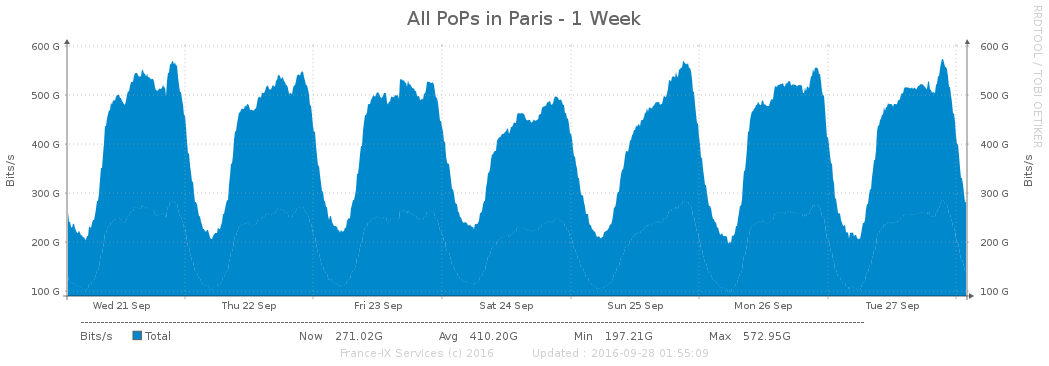 All PoPs in Paris - 1 Week
RRDTOOL / TOBI OETIKER
600 G 600 G
500 G 500 G
400 G 400 G
300 G 300 G
200 G 200 G
100 G 100 G
Bits/s
Bits/s
Wed 21 Sep Thu 22 Sep Fri 23 Sep Sat 24 Sep Sun 25 Sep Mon 26 Sep Tue 27 Sep
Bits/s Total Now 271.02G Avg 410.20G Min 197.21G Max 572.95G
France-IX Services (c) 2016 Updated : 2016-09-28 01:55:09